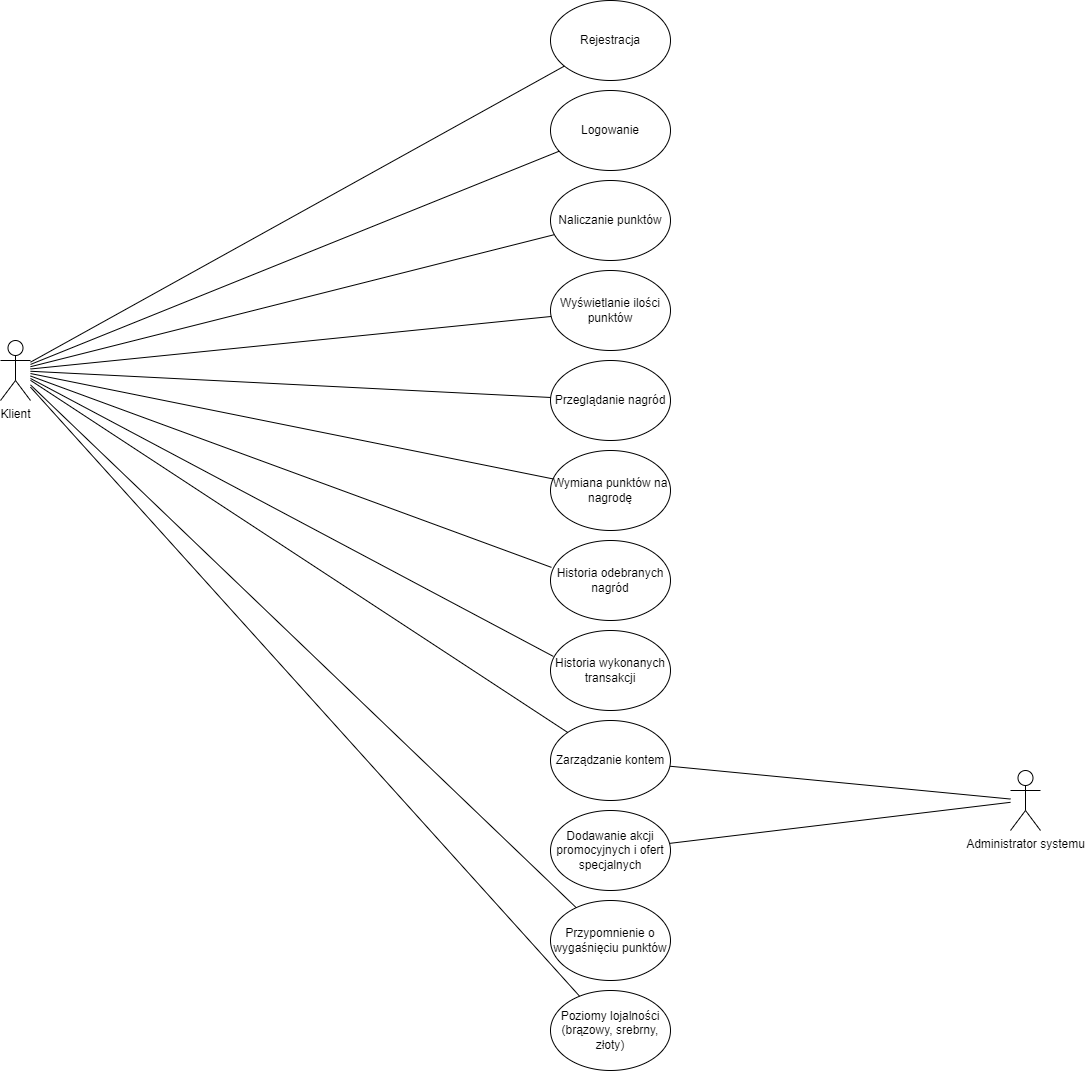 Rejestracja
Logowanie
Naliczanie punktów
Wyświetlanie ilości
punktów
Klient
Przeglądanie nagród
Wymiana punktów na
nagrodę
Historia odebranych
nagród
Historia wykonanych
transakcji
Zarządzanie kontem
Dodawanie akcji
promocyjnych i ofert
specjalnych
Administrator systemu
Przypomnienie o
wygaśnięciu punktów
Poziomy lojalności
(brązowy, srebrny,
złoty)